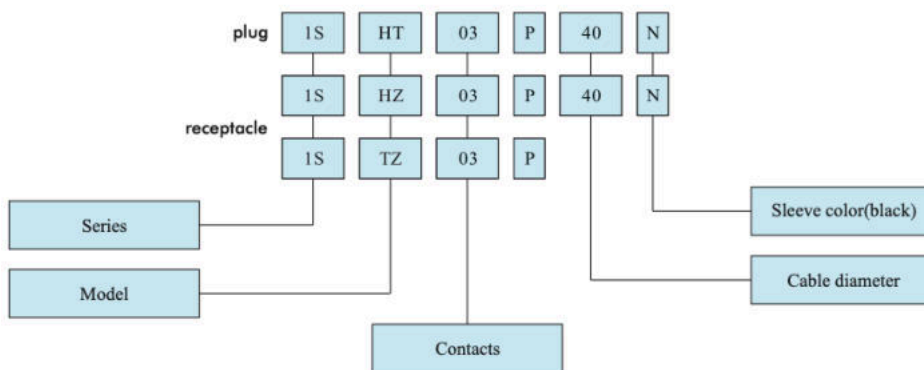 plug 1S HT 03 P 40 N
1S HZ 03 P 40 N
receptacle
1S TZ 03 P
Series
Sleeve color(black)
Model
Cable diameter
Contacts